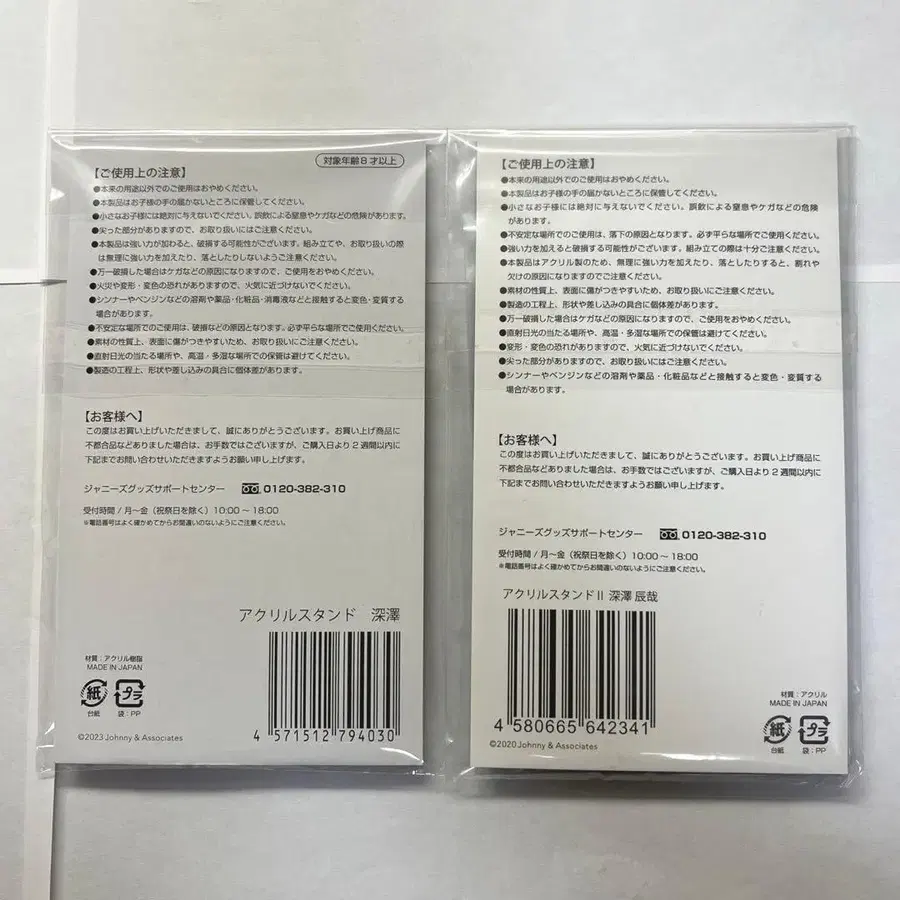 対象年齢8才以上
【ご使用上の注意】
●本来の用途以外でのご使用はおやめください。
●本製品はお子様の手の届かないところに保管してください。
●小さなお子様には絶対に与えないでください。誤飲による窒息やケガなどの危険があります。
●尖った部分がありますので、お取り扱いにはご注意ください。
●本製品は強い力が加わると、破損する可能性がございます。組み立てや、お取り扱いの際
は無理に強い力を加えたり、落としたりしないようご注意ください。
●万一破損した場合はケガなどの原因になりますので、ご使用をおやめください。
●火災や変形・変色の恐れがありますので、火気に近づけないでください。
●シンナーやベンジンなどの溶剤や薬品・化粧品・消毒液などと接触すると変色・変質する
場合があります。
●不安定な場所でのご使用は、破損などの原因となります。必ず平らな場所でご使用ください。
●素材の性質上、表面に傷がつきやすいため、お取り扱いにご注意ください。
●直射日光の当たる場所や、高温・多湿な場所での保管は避けてください。
●製造の工程上、形状や差し込みの具合に個体差があります。
【お客様へ】
この度はお買い上げいただきまして、誠にありがとうございます。お買い上げ商品に
不都合品などありました場合は、お手数ではございますが、ご購入日より2週間以内に
下記までお問い合わせいただきますようお願い申し上げます。
ジャニーズグッズサポートセンター 0120-382-310
受付時間 / 月〜金（祝祭日を除く）10:00〜18:00
※電話番号はよく確かめてからお間違いのないようにご注意ください。
アクリルスタンド 深澤
材質：アクリル樹脂
MADE IN JAPAN
紙 プラ
台紙 袋：PP
4 571512 794030
©2023 Johnny & Associates
【ご使用上の注意】
●本来の用途以外でのご使用はおやめください。
●本製品はお子様の手の届かないところに保管してください。
●小さなお子様には絶対に与えないでください。誤飲による窒息やケガなどの危険
があります。
●不安定な場所でのご使用は、落下の原因となります。必ず平らな場所でご使用ください。
●強い力を加えると破損する可能性がございます。組み立ての際は十分ご注意ください。
●本製品はアクリル製のため、無理に強い力を加えたり、落としたりすると、割れや
欠けの原因になります。
●素材の性質上、表面に傷がつきやすいため、お取り扱いにご注意ください。
●製造の工程上、形状や差し込みの具合に個体差があります。
●万一破損した場合はケガなどの原因になりますので、ご使用をおやめください。
●直射日光の当たる場所や、高温・多湿な場所での保管は避けてください。
●変形・変色の恐れがありますので、火気に近づけないでください。
●尖った部分がありますので、お取り扱いにはご注意ください。
●シンナーやベンジンなどの溶剤や薬品・化粧品などと接触すると変色・変質する
場合があります。
【お客様へ】
この度はお買い上げいただきまして、誠にありがとうございます。お買い上げ商品に
不都合品などありました場合は、お手数ではございますが、ご購入日より2週間以内に
下記までお問い合わせいただきますようお願い申し上げます。
ジャニーズグッズサポートセンター 0120-382-310
受付時間 / 月〜金（祝祭日を除く）10:00〜18:00
※電話番号はよく確かめてからお間違いのないようにご注意ください。
アクリルスタンドⅡ 深澤 辰哉
4 580665 642341
©2020 Johnny & Associates
材質：アクリル
MADE IN JAPAN
紙 プラ
台紙 袋：PP